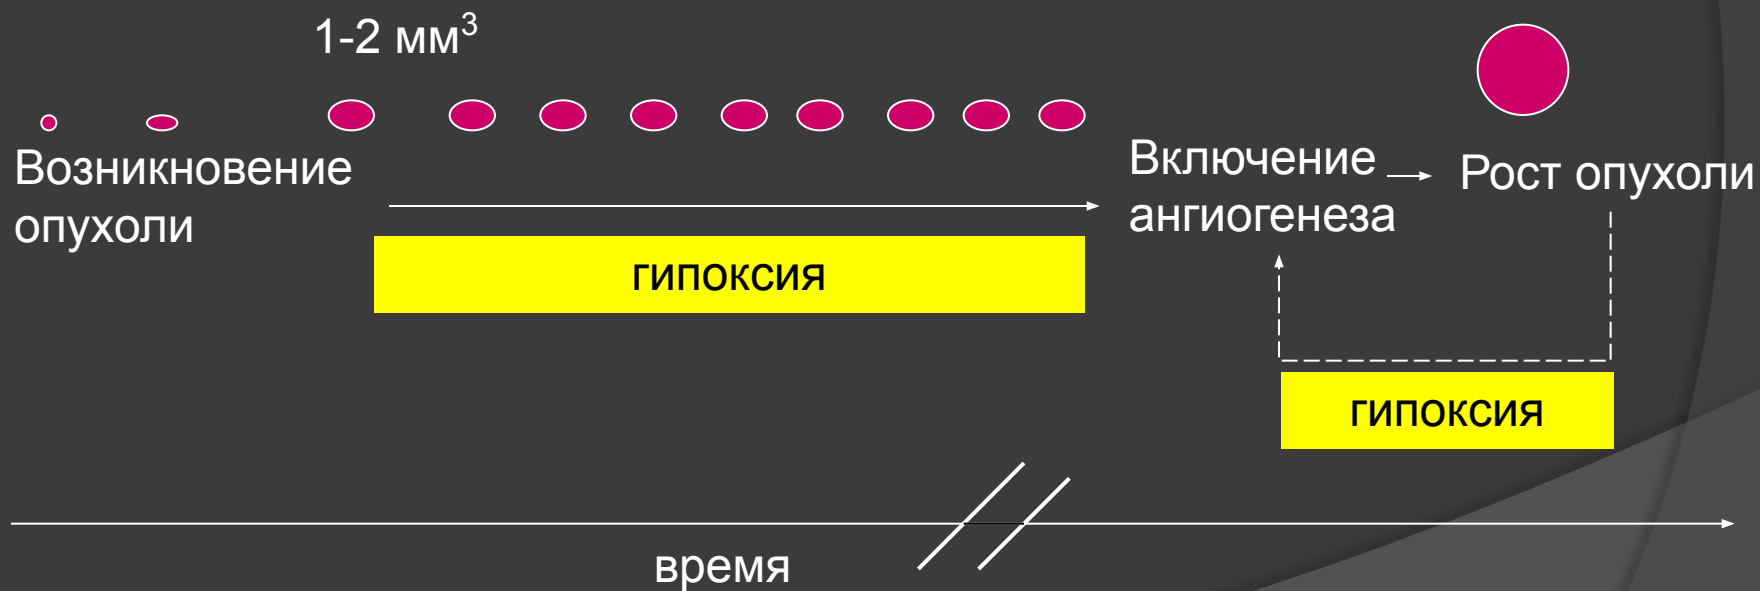 1-2 мм³
Возникновение
опухоли
Включение
ангиогенеза
Рост опухоли
гипоксия
гипоксия
время